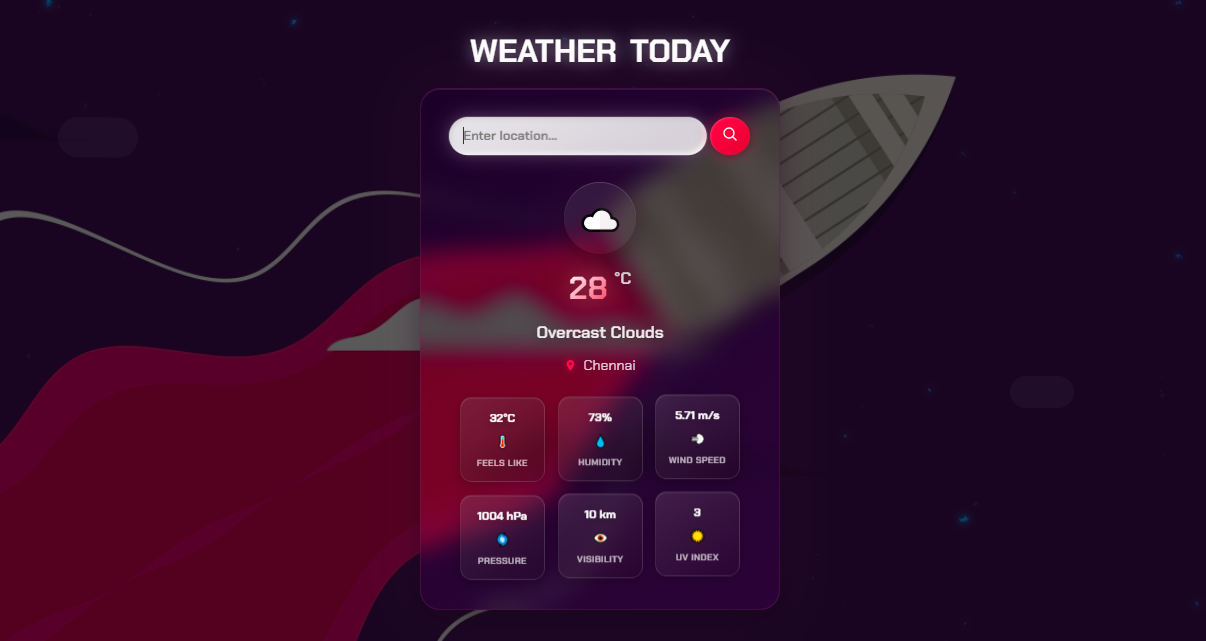 WEATHER TODAY
Enter location...
28 °C
Overcast Clouds
Chennai
32°C
FEELS LIKE
73%
HUMIDITY
5.71 m/s
WIND SPEED
1004 hPa
PRESSURE
10 km
VISIBILITY
3
UV INDEX